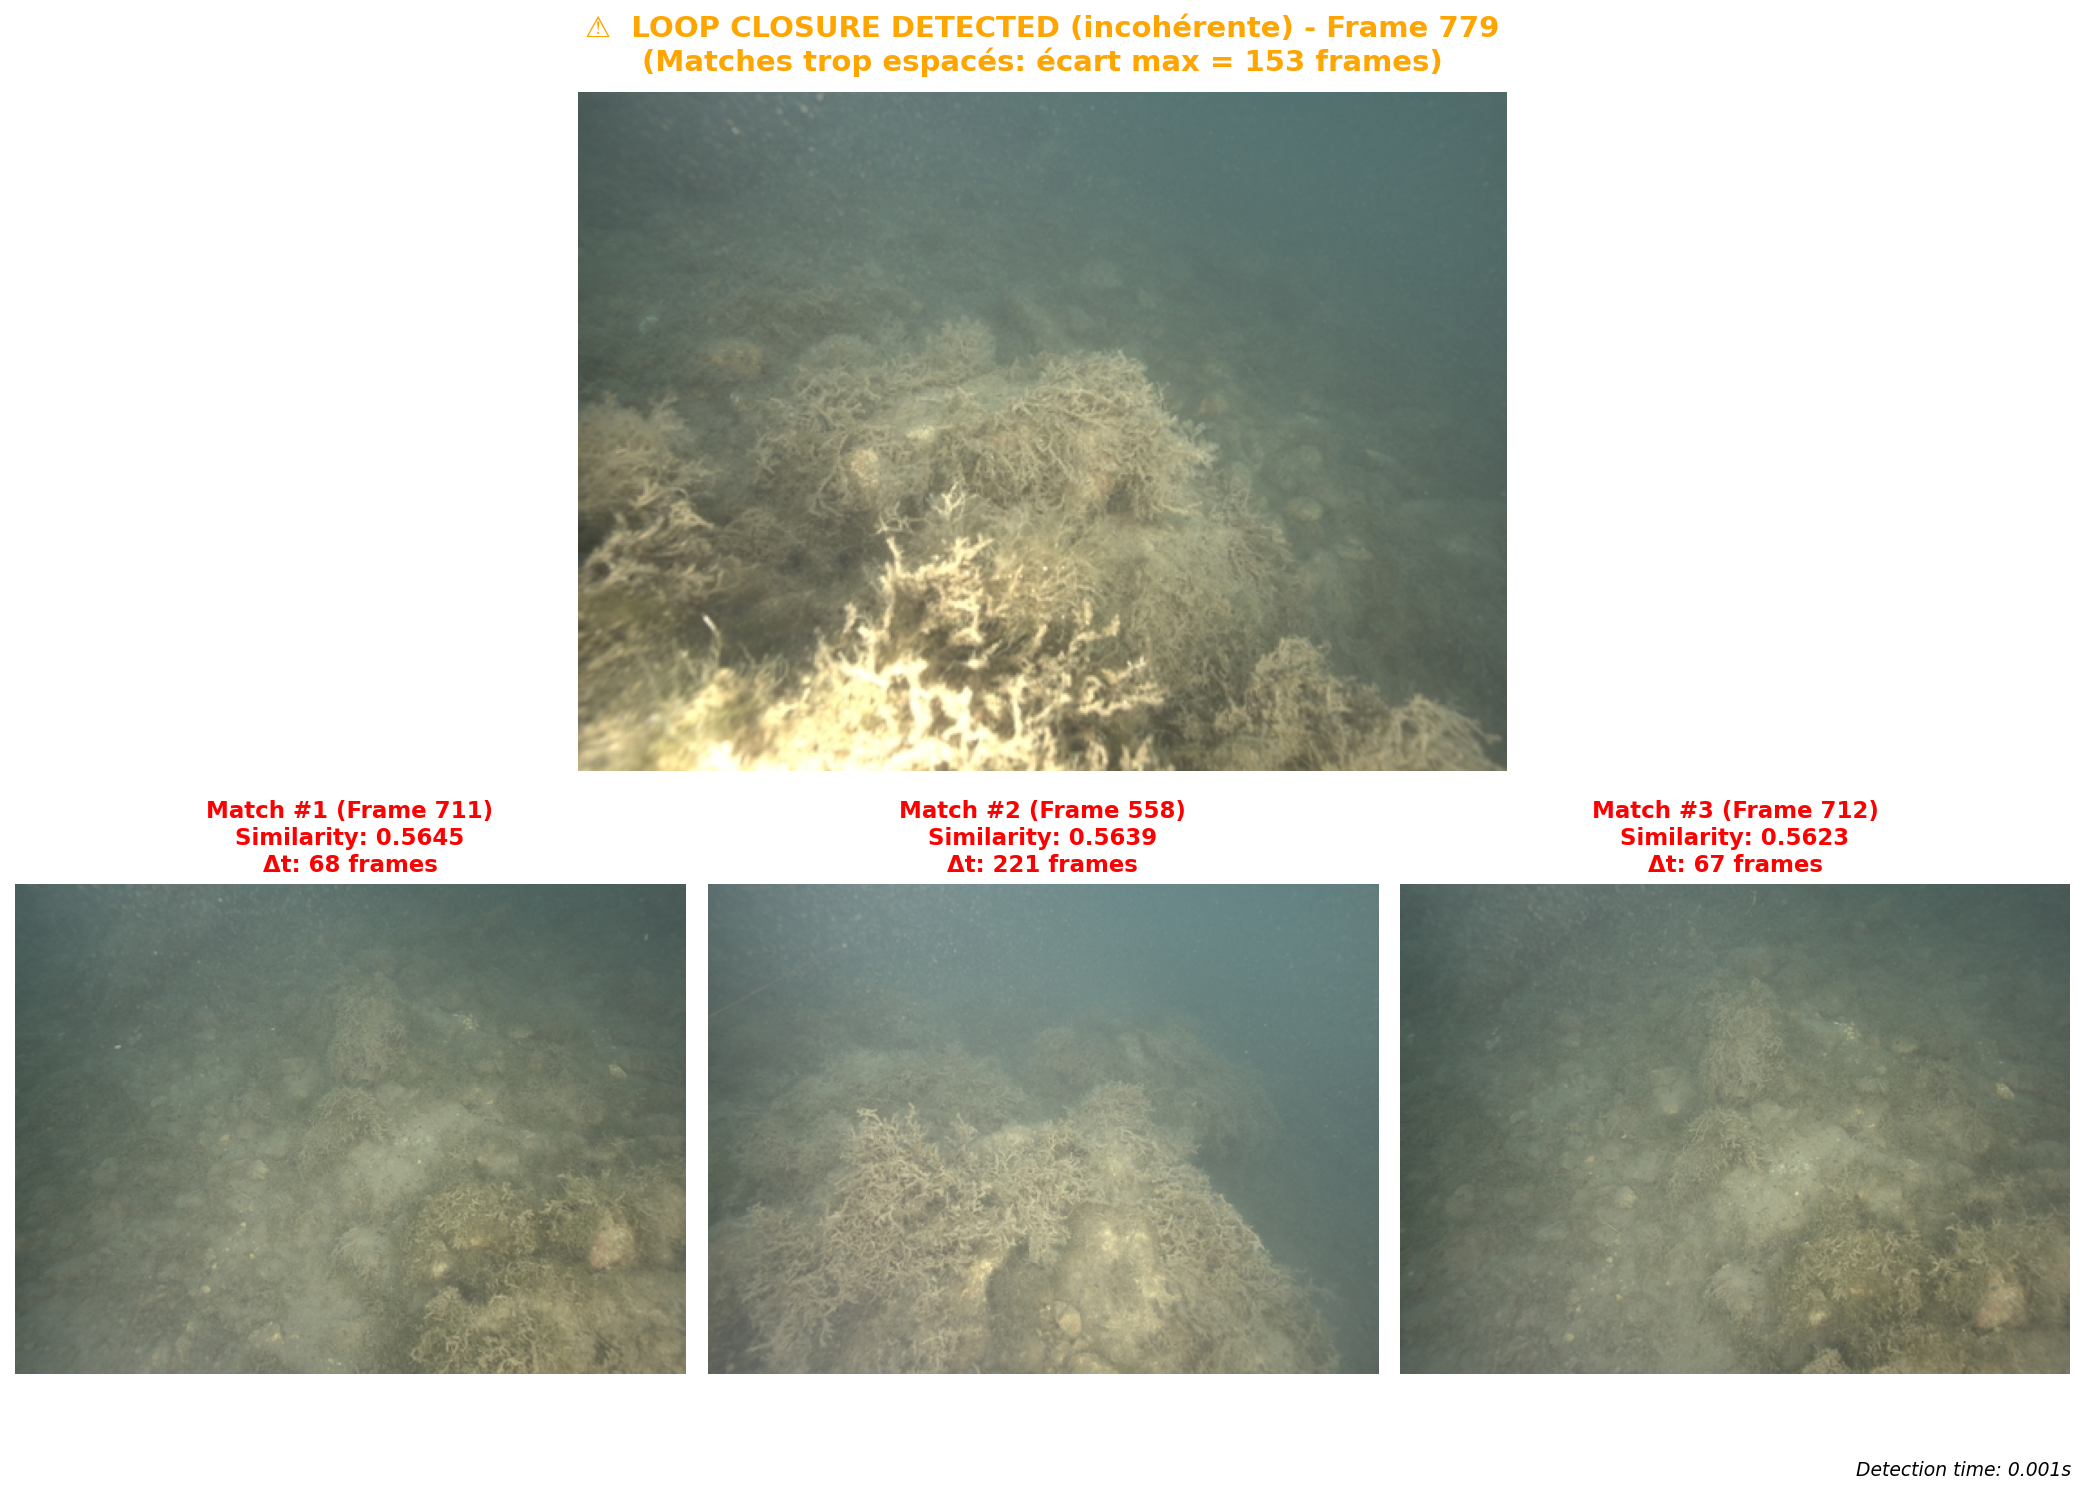 ⚠ LOOP CLOSURE DETECTED (incohérente) - Frame 779
(Matches trop espacés: écart max = 153 frames)
Match #1 (Frame 711)
Similarity: 0.5645
Δt: 68 frames
Match #2 (Frame 558)
Similarity: 0.5639
Δt: 221 frames
Match #3 (Frame 712)
Similarity: 0.5623
Δt: 67 frames
Detection time: 0.001s